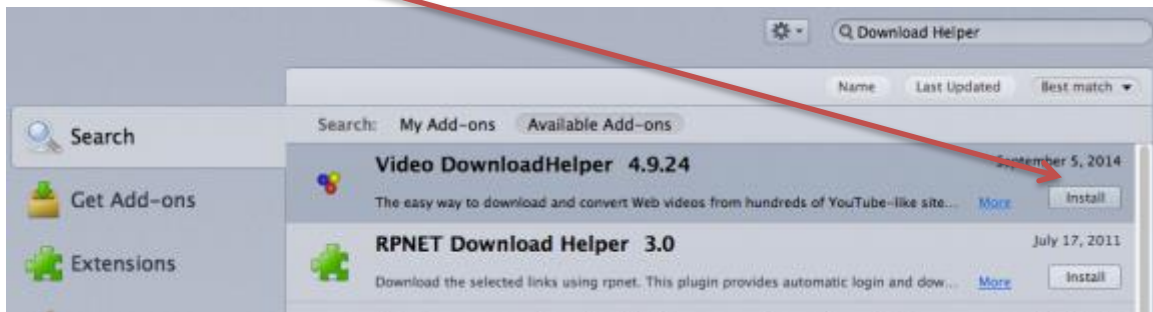 Download Helper
Name Last Updated Best match
Search
Search: My Add-ons Available Add-ons
Video DownloadHelper 4.9.24 September 5, 2014
Get Add-ons
The easy way to download and convert Web videos from hundreds of YouTube-like site... More Install
RPNET Download Helper 3.0 July 17, 2011
Extensions
Download the selected links using rpnet. This plugin provides automatic login and dow... More Install